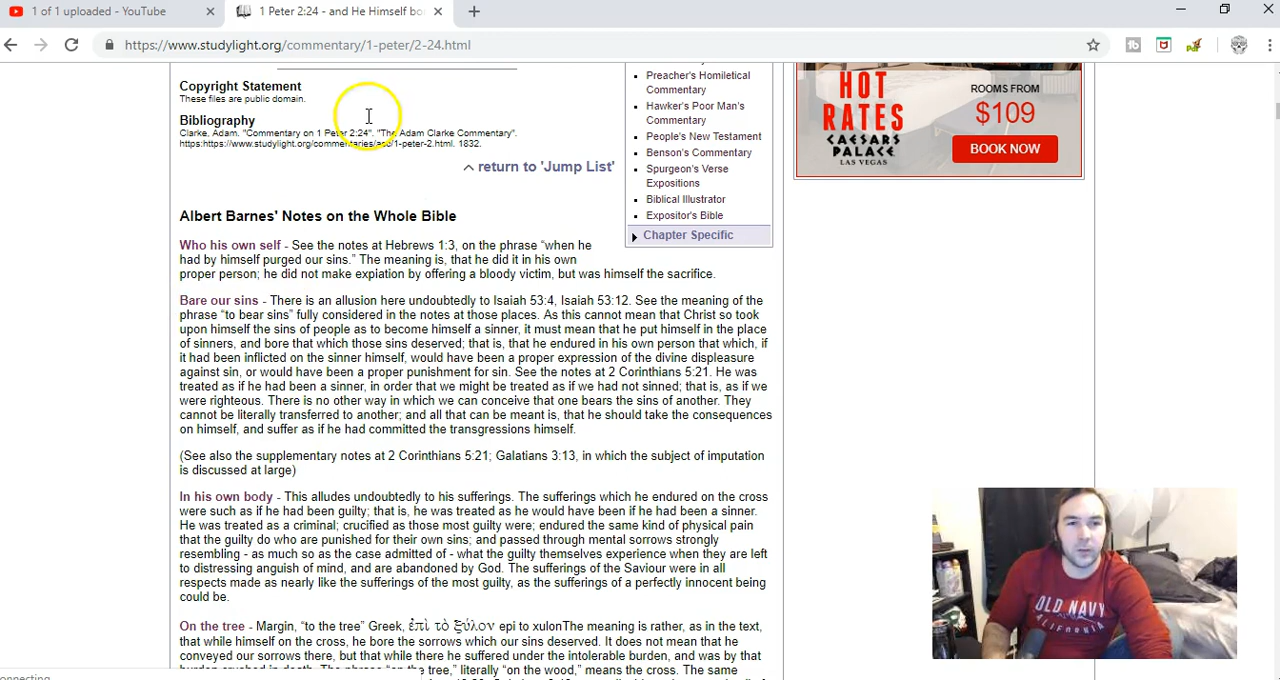 1 of 1 uploaded - YouTube
1 Peter 2:24 - and He Himself bo
https://www.studylight.org/commentary/1-peter/2-24.html
Copyright Statement
These files are public domain.
Bibliography
Clarke, Adam. "Commentary on 1 Peter 2:24". "The Adam Clarke Commentary".
https:https://www.studylight.org/commentaries/acc/1-peter-2.html. 1832.
return to 'Jump List'
Preacher's Homiletical
Commentary
Hawker's Poor Man's
Commentary
People's New Testament
Benson's Commentary
Spurgeon's Verse
Expositions
Biblical Illustrator
Expositor's Bible
Chapter Specific
HOT
RATES
CAESARS
PALACE
LAS VEGAS
ROOMS FROM
$109
BOOK NOW
Albert Barnes' Notes on the Whole Bible
Who his own self - See the notes at Hebrews 1:3, on the phrase “when he
had by himself purged our sins.” The meaning is, that he did it in his own
proper person; he did not make expiation by offering a bloody victim, but was himself the sacrifice.
Bare our sins - There is an allusion here undoubtedly to Isaiah 53:4, Isaiah 53:12. See the meaning of the
phrase “to bear sins” fully considered in the notes at those places. As this cannot mean that Christ so took
upon himself the sins of people as to become himself a sinner, it must mean that he put himself in the place
of sinners, and bore that which those sins deserved; that is, that he endured in his own person that which, if
it had been inflicted on the sinner himself, would have been a proper expression of the divine displeasure
against sin, or would have been a proper punishment for sin. See the notes at 2 Corinthians 5:21. He was
treated as if he had been a sinner, in order that we might be treated as if we had not sinned; that is, as if we
were righteous. There is no other way in which we can conceive that one bears the sins of another. They
cannot be literally transferred to another; and all that can be meant is, that he should take the consequences
on himself, and suffer as if he had committed the transgressions himself.
(See also the supplementary notes at 2 Corinthians 5:21; Galatians 3:13, in which the subject of imputation
is discussed at large)
In his own body - This alludes undoubtedly to his sufferings. The sufferings which he endured on the cross
were such as if he had been guilty; that is, he was treated as he would have been if he had been a sinner.
He was treated as a criminal; crucified as those most guilty were; endured the same kind of physical pain
that the guilty do who are punished for their own sins; and passed through mental sorrows strongly
resembling - as much so as the case admitted of - what the guilty themselves experience when they are left
to distressing anguish of mind, and are abandoned by God. The sufferings of the Saviour were in all
respects made as nearly like the sufferings of the most guilty, as the sufferings of a perfectly innocent being
could be.
On the tree - Margin, “to the tree” Greek, ἐπὶ τὸ ξύλον epi to xulonThe meaning is rather, as in the text,
that while himself on the cross, he bore the sorrows which our sins deserved. It does not mean that he
conveyed our sorrows there, but that while there he suffered under the intolerable burden, and was by that
burden crushed in death. The phrase “on the tree,” literally “on the wood,” means the cross. The same
OLD NAVY
CALIFORNIA